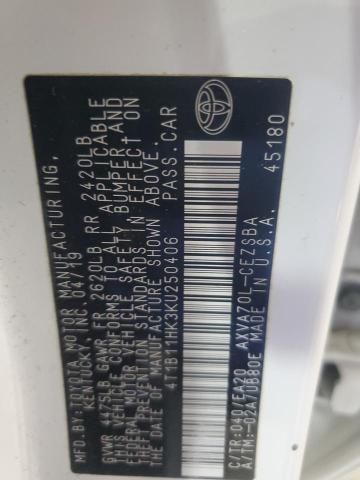 MFD.BY:TOYOTA MOTOR MANUFACTURING,
KENTUCKY, INC. 04/19
GVWR 4475LB GAWR FR 2620LB RR 2420LB
THIS VEHICLE CONFORMS TO ALL APPLICABLE
FEDERAL MOTOR VEHICLE SAFETY, BUMPER, AND
THEFT PREVENTION STANDARDS IN EFFECT ON
THE DATE OF MANUFACTURE SHOWN ABOVE.
4T1B11HK3KU250406 PASS.CAR
C/TR:040/EA20 AXVA70L-CEZSBA
A/TM:-02A/UB80E MADE IN U.S.A.
45180